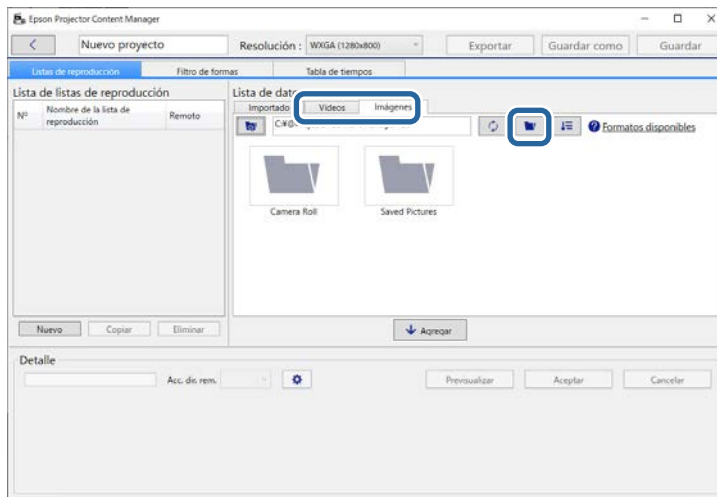 Epson Projector Content Manager
Nuevo proyecto
Resolución : WXGA (1280x800)
Exportar
Guardar como
Guardar
Listas de reproducción
Filtro de formas
Tabla de tiempos
Lista de listas de reproducción
Nº
Nombre de la lista de
reproducción
Remoto
Lista de
Importado
Videos
Imágenes
Formatos disponibles
Camera Roll
Saved Pictures
Nuevo
Copiar
Eliminar
Agregar
Detalle
Acc. dir. rem.
Previsualizar
Aceptar
Cancelar